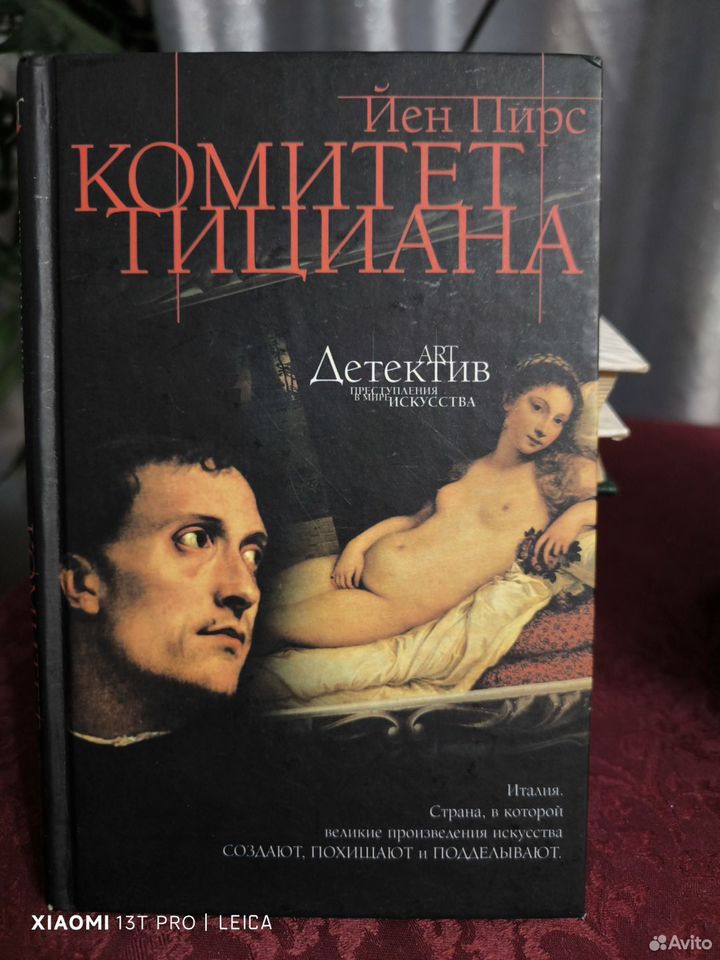 Йен Пирс
КОМИТЕТ
ТИЦИАНА
ART
Детектив
ПРЕСТУПЛЕНИЯ
В МИРЕ ИСКУССТВА
Италия.
Страна, в которой
великие произведения искусства
СОЗДАЮТ, ПОХИЩАЮТ и ПОДДЕЛЫВАЮТ.
XIAOMI 13T PRO | LEICA
Avito